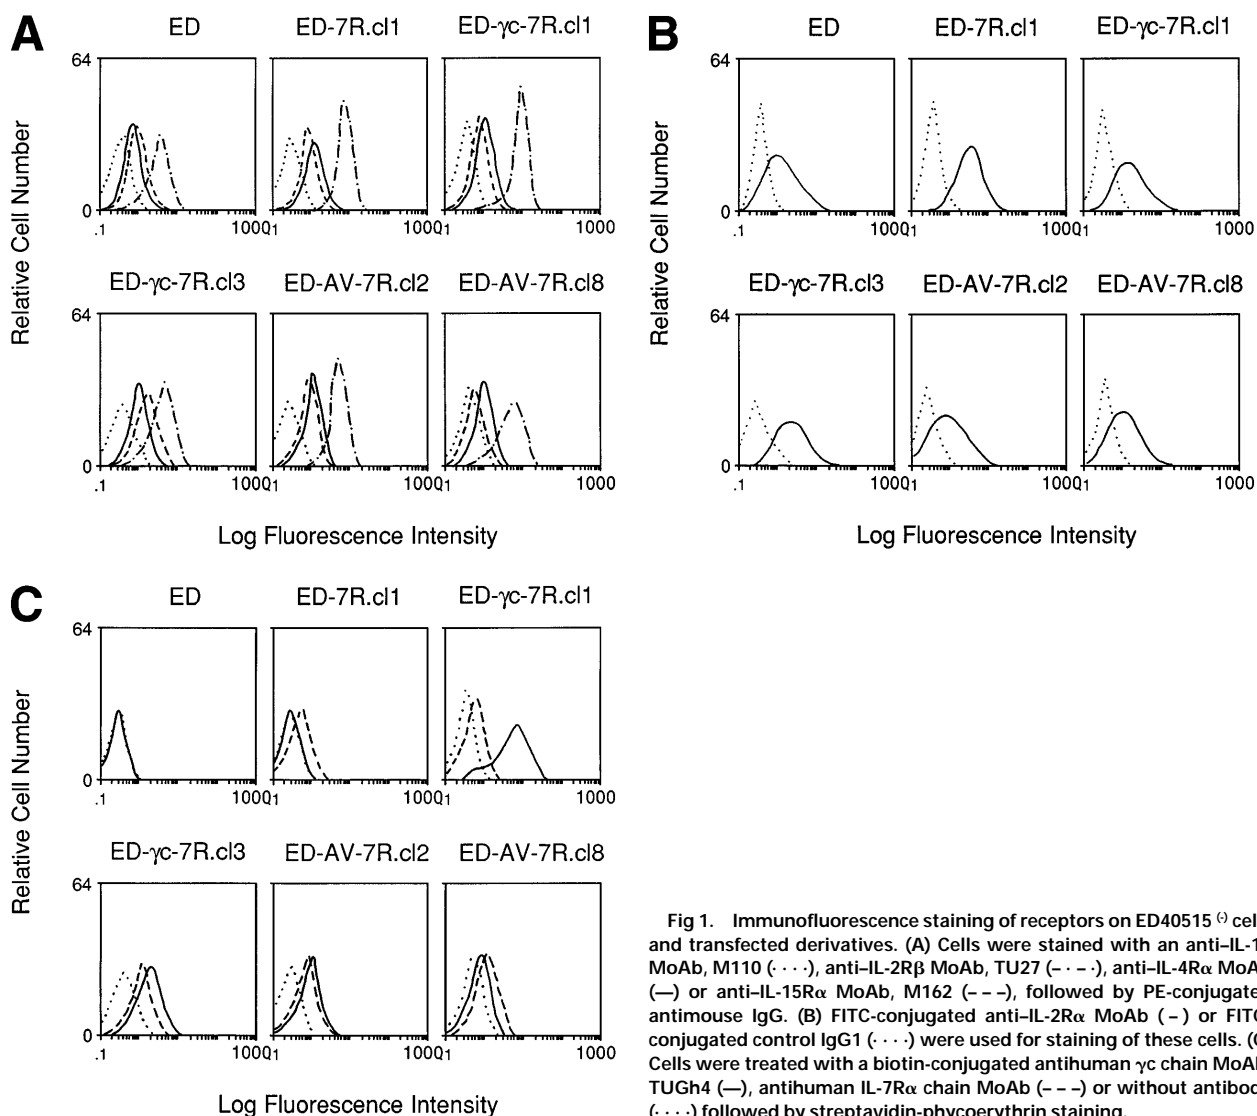 A
ED ED-7R.cl1 ED-γc-7R.cl1
Relative Cell Number
64
0
.1 1000.1 1000.1 1000
ED-γc-7R.cl3 ED-AV-7R.cl2 ED-AV-7R.cl8
64
0
.1 1000.1 1000.1 1000
Log Fluorescence Intensity
B
ED ED-7R.cl1 ED-γc-7R.cl1
Relative Cell Number
64
0
.1 1000.1 1000.1 1000
ED-γc-7R.cl3 ED-AV-7R.cl2 ED-AV-7R.cl8
64
0
.1 1000.1 1000.1 1000
Log Fluorescence Intensity
C
ED ED-7R.cl1 ED-γc-7R.cl1
Relative Cell Number
64
0
.1 1000.1 1000.1 1000
ED-γc-7R.cl3 ED-AV-7R.cl2 ED-AV-7R.cl8
64
0
Log Fluorescence Intensity
Fig 1. Immunofluorescence staining of receptors on ED40515 (-) cel
and transfected derivatives. (A) Cells were stained with an anti–IL-1
MoAb, M110 (····), anti–IL-2Rβ MoAb, TU27 (–·–·), anti–IL-4Rα MoA
(—) or anti–IL-15Rα MoAb, M162 (–––), followed by PE-conjugate
antimouse IgG. (B) FITC-conjugated anti–IL-2Rα MoAb (–) or FITC
conjugated control IgG1 (····) were used for staining of these cells. (C
Cells were treated with a biotin-conjugated antihuman γc chain MoA
TUGh4 (—), antihuman IL-7Rα chain MoAb (–––) or without antibod
(····) followed by streptavidin-phycoerythrin staining.